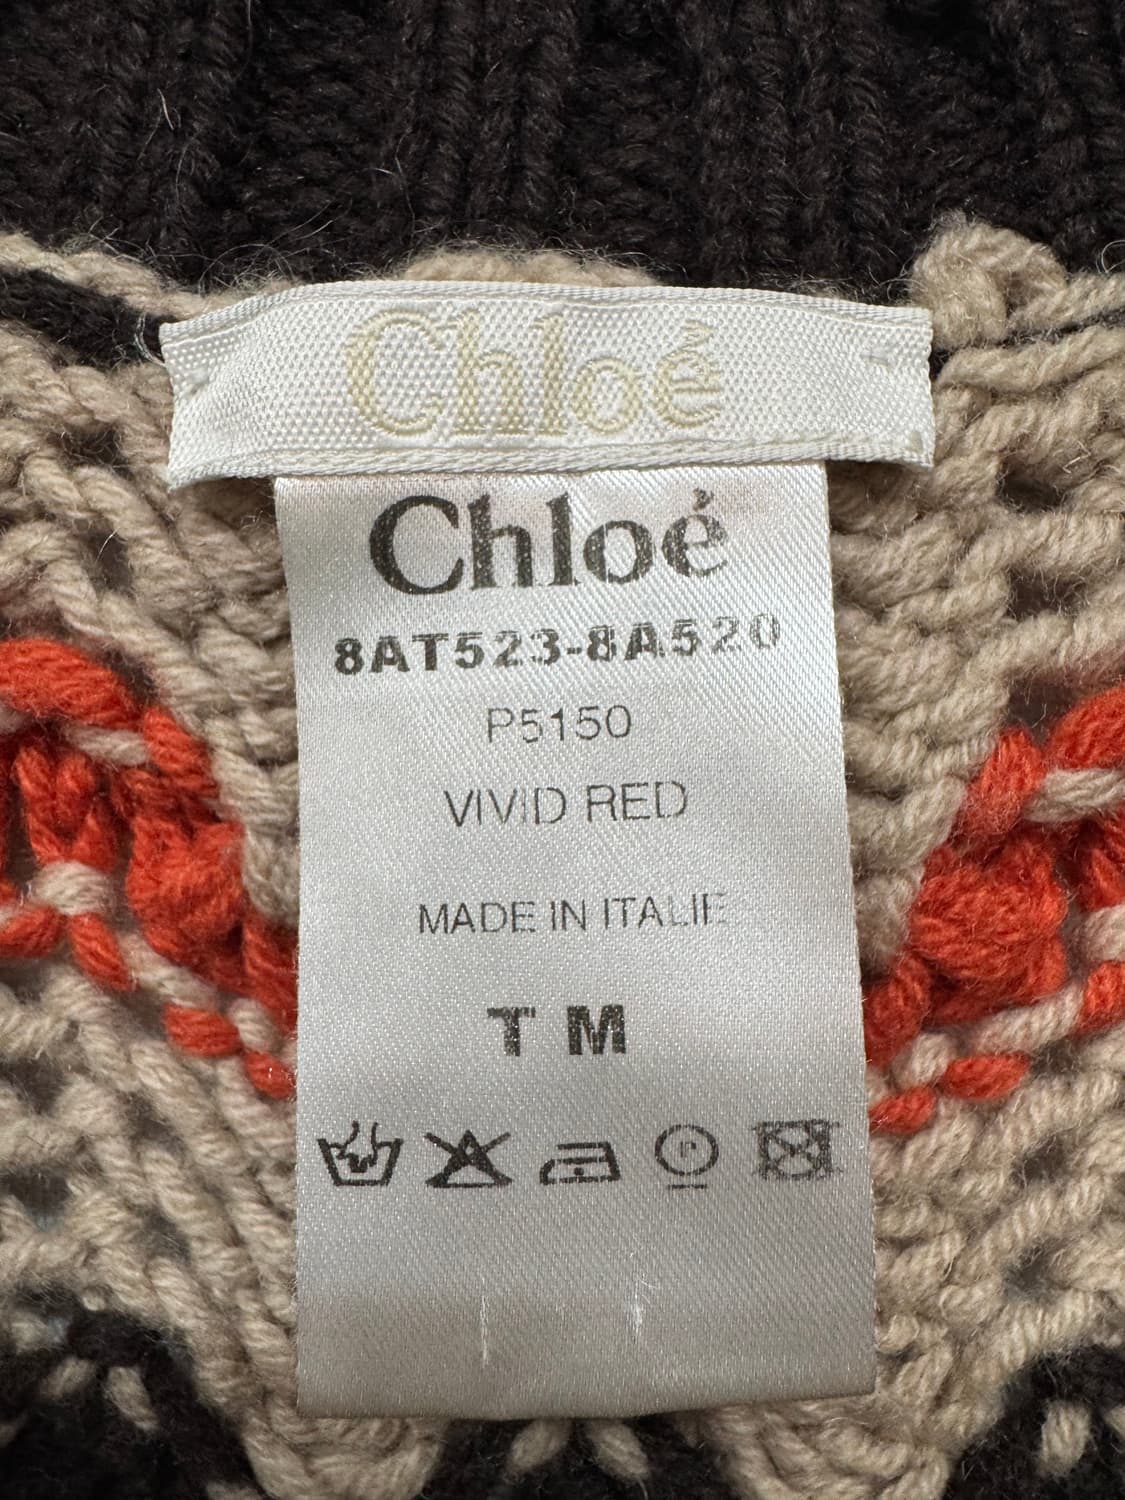 Chloé
Chloé
8AT523-8A520
P5150
VIVID RED
MADE IN ITALIE
T M
P